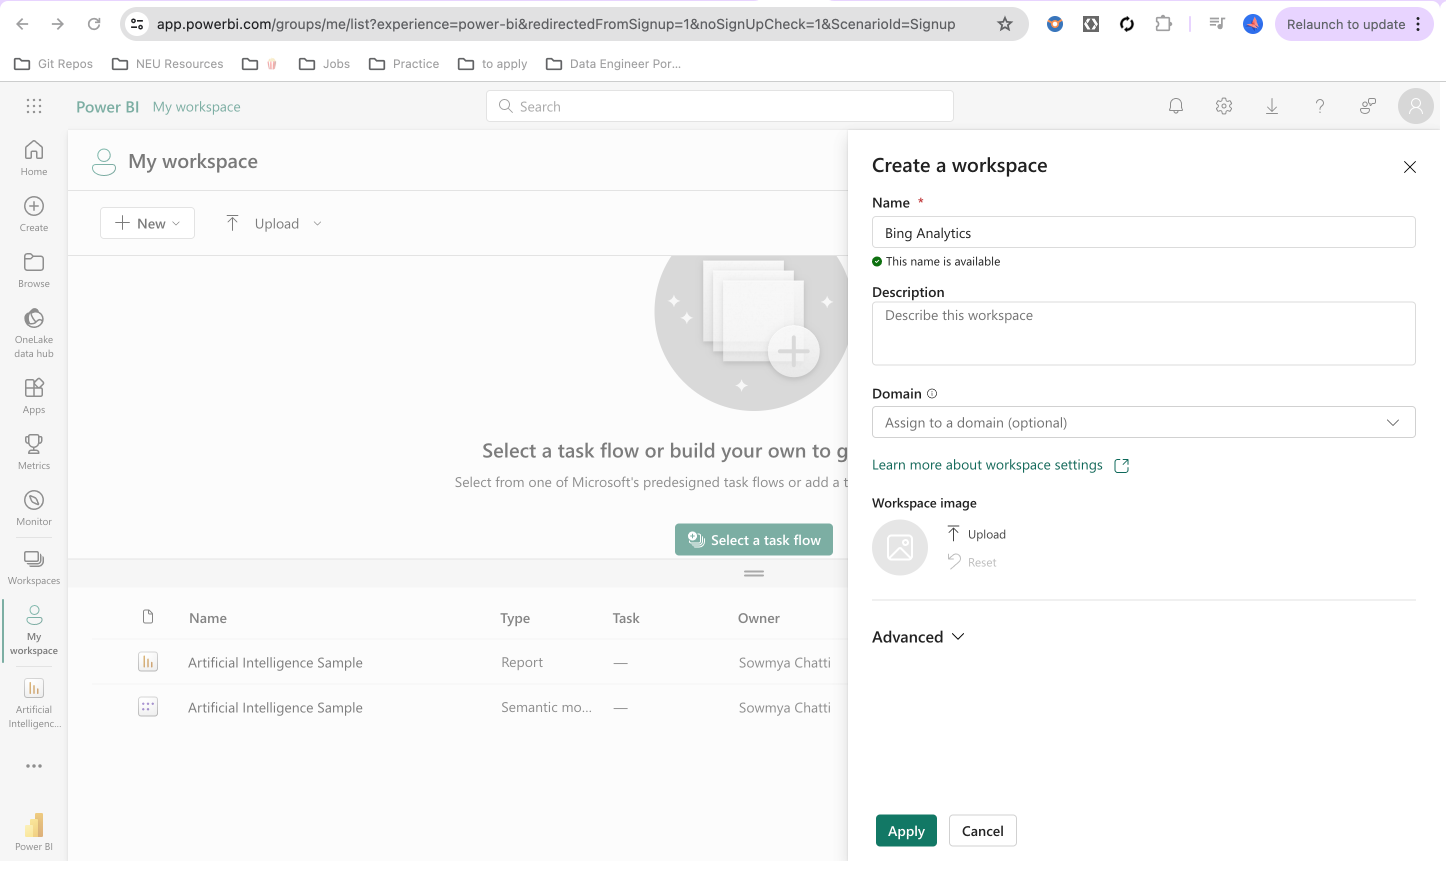 app.powerbi.com/groups/me/list?experience=power-bi&redirectedFromSignup=1&noSignUpCheck=1&ScenarioId=Signup
Relaunch to update
Git Repos
NEU Resources
Jobs
Practice
to apply
Data Engineer Por...
Power BI
My workspace
Search
Home
Create
Browse
OneLake
data hub
Apps
Metrics
Monitor
Workspaces
My
workspace
Artificial
Intelligenc...
Power BI
My workspace
New
Upload
Select a task flow or build your own to g
Select from one of Microsoft's predesigned task flows or add a t
Select a task flow
Name Type Task Owner
Artificial Intelligence Sample Report — Sowmya Chatti
Artificial Intelligence Sample Semantic mo... — Sowmya Chatti
Create a workspace
Name *
Bing Analytics
This name is available
Description
Describe this workspace
Domain
Assign to a domain (optional)
Learn more about workspace settings
Workspace image
Upload
Reset
Advanced
Apply
Cancel